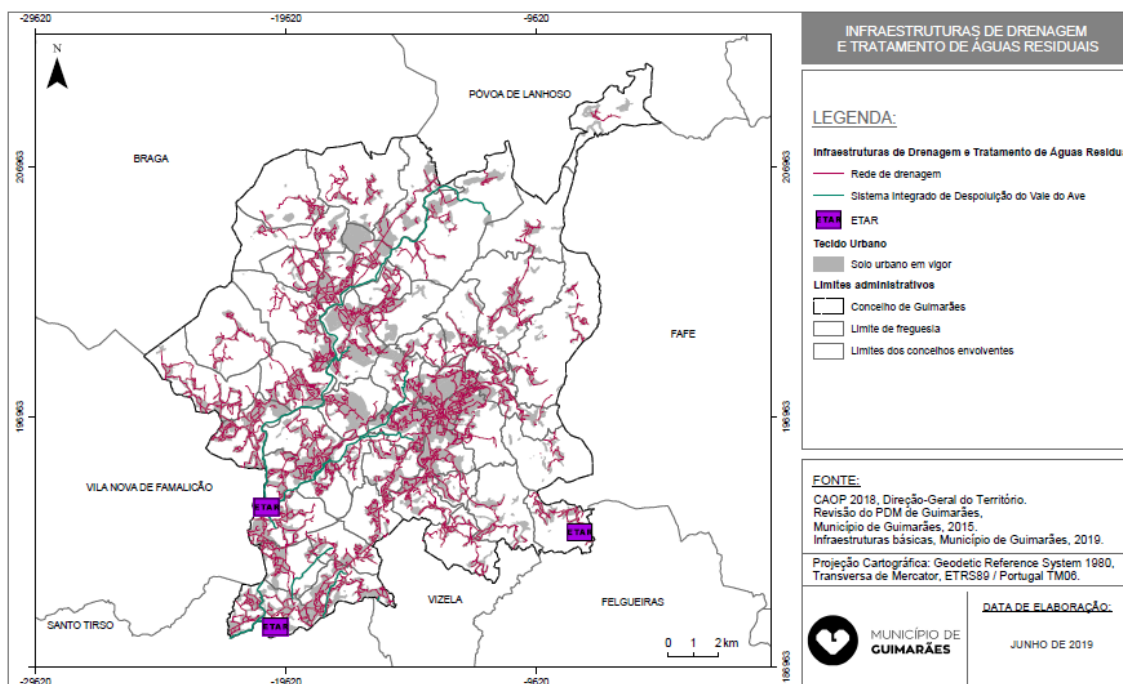 -29620
-19620
-9620
N
PÓVOA DE LANHOSO
BRAGA
206963
206963
FAFE
196963
196963
VILA NOVA DE FAMALICÃO
ETAR
ETAR
ETAR
VIZELA
FELGUEIRAS
SANTO TIRSO
0 1 2 km
186963
-29620
-19620
-9620
INFRAESTRUTURAS DE DRENAGEM
E TRATAMENTO DE ÁGUAS RESIDUAIS
LEGENDA:
Infraestruturas de Drenagem e Tratamento de Águas Residu
Rede de drenagem
Sistema Integrado de Despoluição do Vale do Ave
ETAR
ETAR
Tecido Urbano
Solo urbano em vigor
Limites administrativos
Concelho de Guimarães
Limite de freguesia
Limites dos concelhos envolventes
FONTE:
CAOP 2018, Direção-Geral do Território.
Revisão do PDM de Guimarães,
Município de Guimarães, 2015.
Infraestruturas básicas, Município de Guimarães, 2019.
Projeção Cartográfica: Geodetic Reference System 1980,
Transversa de Mercator, ETRS89 / Portugal TM06.
MUNICÍPIO DE
GUIMARÃES
DATA DE ELABORAÇÃO:
JUNHO DE 2019